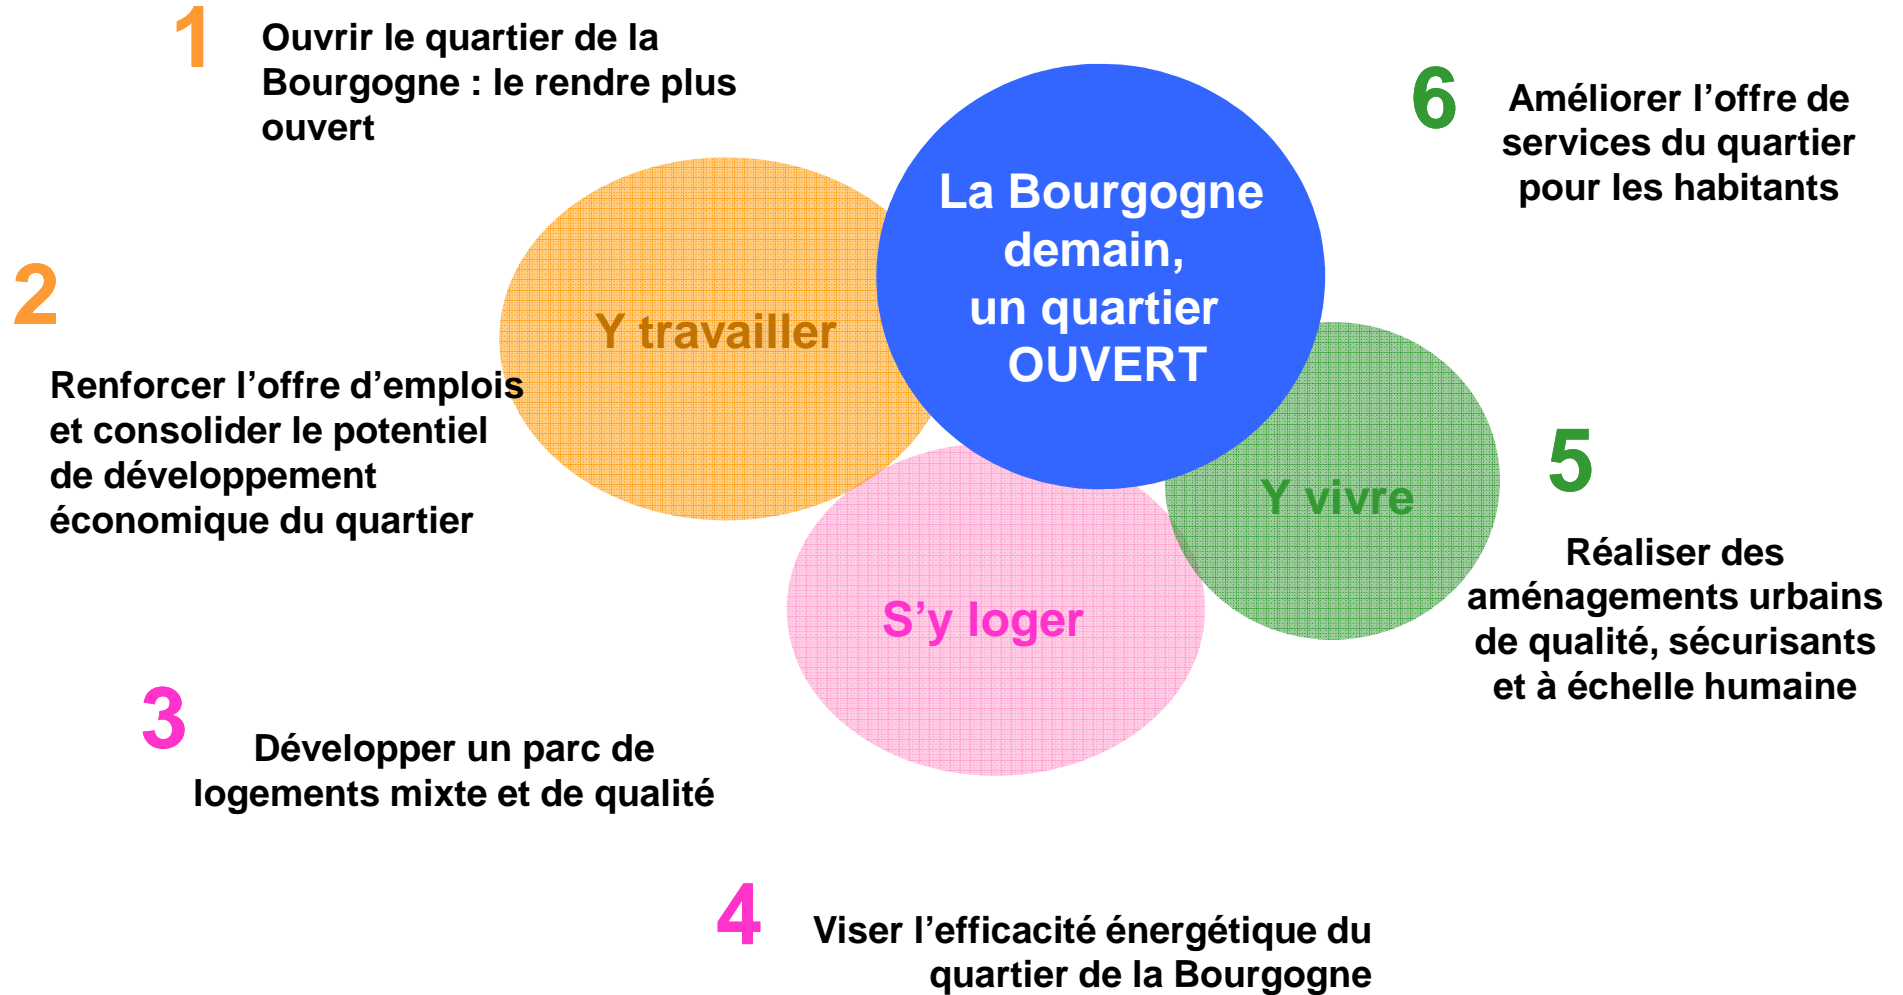 1
Ouvrir le quartier de la
Bourgogne : le rendre plus
ouvert
2
Renforcer l’offre d’emplois
et consolider le potentiel
de développement
économique du quartier
3
Développer un parc de
logements mixte et de qualité
4
Viser l’efficacité énergétique du
quartier de la Bourgogne
5
Réaliser des
aménagements urbains
de qualité, sécurisants
et à échelle humaine
6
Améliorer l’offre de
services du quartier
pour les habitants
La Bourgogne
demain,
un quartier
OUVERT
Y travailler
S’y loger
Y vivre